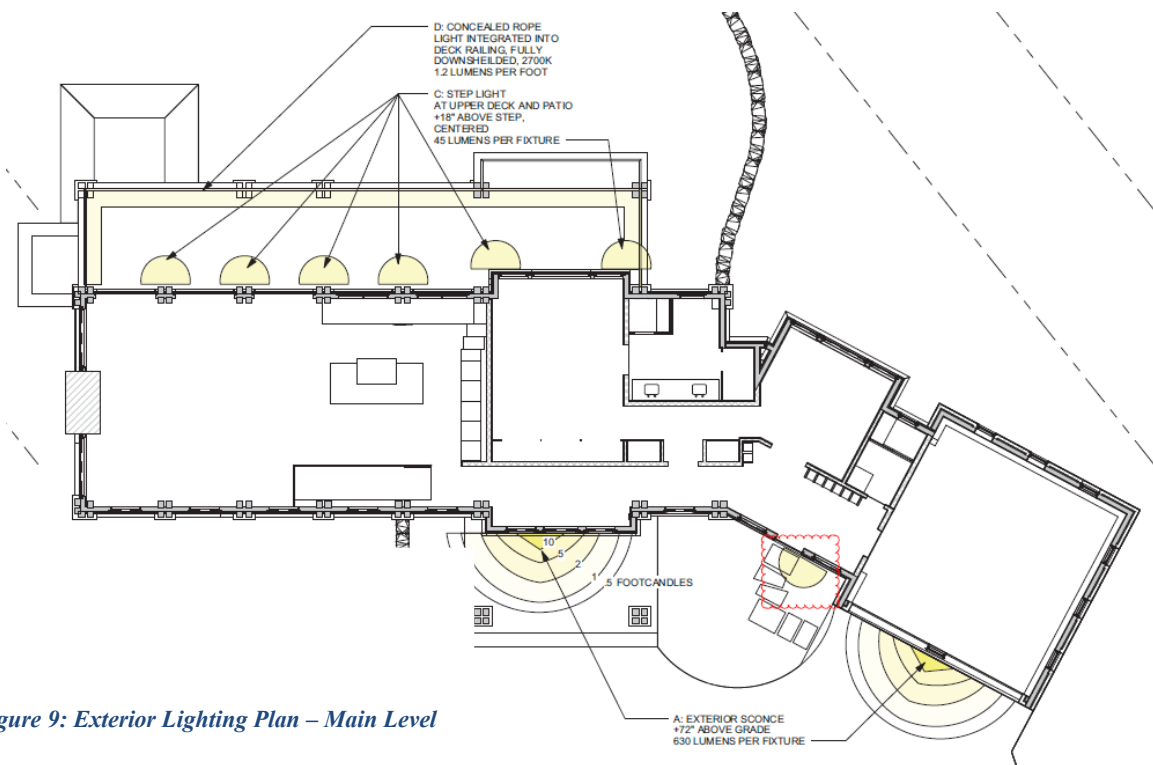 D: CONCEALED ROPE
LIGHT INTEGRATED INTO
DECK RAILING, FULLY
DOWNSHEILDED, 2700K
1.2 LUMENS PER FOOT
C: STEP LIGHT
AT UPPER DECK AND PATIO
+18" ABOVE STEP,
CENTERED
45 LUMENS PER FIXTURE
10
5
2
1
.5 FOOTCANDLES
A: EXTERIOR SCONCE
+72" ABOVE GRADE
630 LUMENS PER FIXTURE
gure 9: Exterior Lighting Plan – Main Level